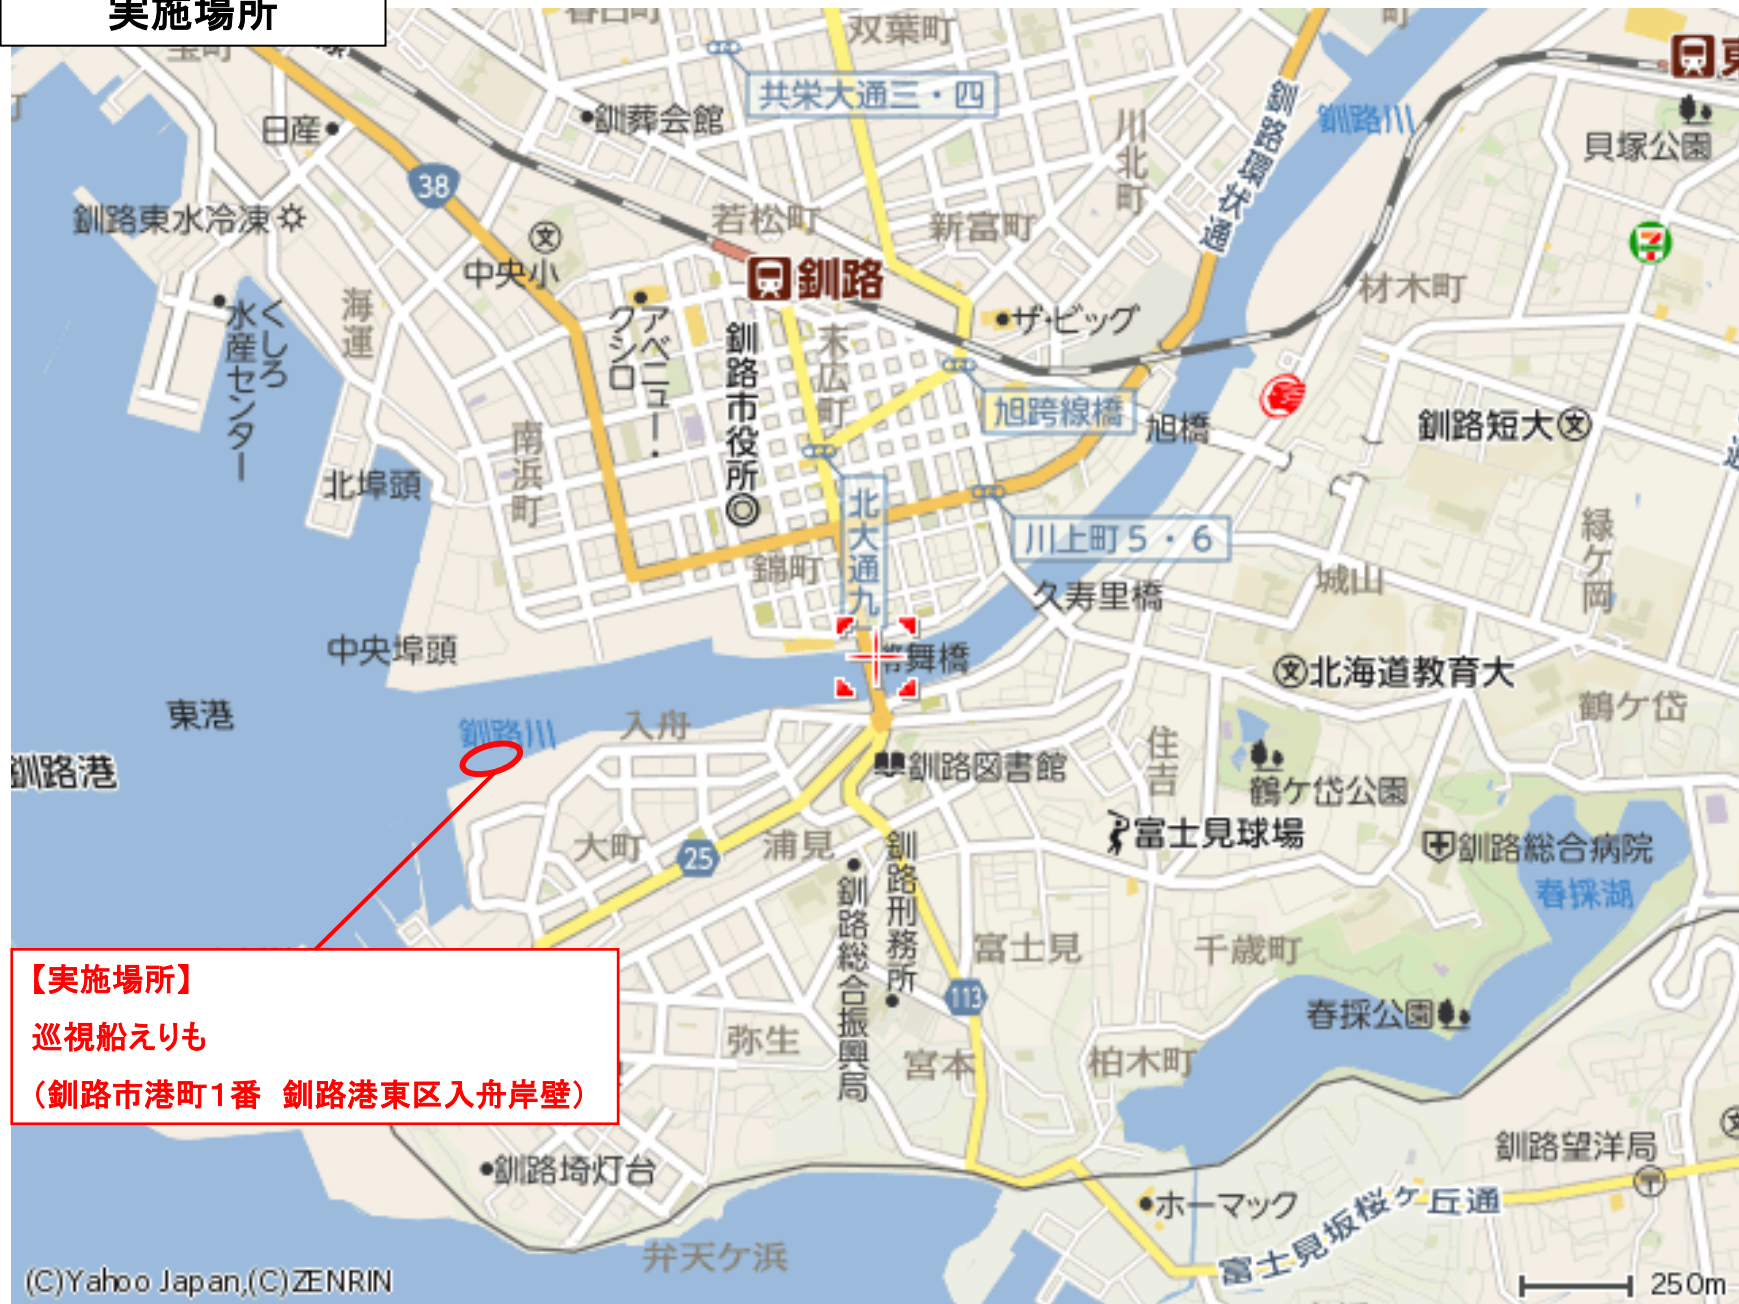 実施場所
双葉町
共栄大通三・四
釧葬会館
日産
38
川北町
釧路環状通
釧路川
貝塚公園
釧路東水冷凍
中央小
若松町
新富町
釧路
材木町
海運
くしろ
水産センター
アベニュー・
クシロ
釧路市役所
末広町
ザ・ビッグ
旭跨線橋
旭橋
釧路短大
南浜町
北埠頭
北大通九
川上町5・6
緑ケ岡
錦町
久寿里橋
城山
中央埠頭
舞橋
北海道教育大
東港
釧路川
入舟
鶴ケ岱
釧路港
釧路図書館
住吉
鶴ケ岱公園
大町
25
浦見
富士見球場
釧路総合病院
春採湖
釧路総合振興局
釧路刑務所
富士見
千歳町
【実施場所】
巡視船えりも
（釧路市港町1番　釧路港東区入舟岸壁）
113
春採公園
弥生
宮本
柏木町
釧路埼灯台
釧路望洋局
ホーマック
富士見坂桜ケ丘通
弁天ケ浜
(C)Yahoo Japan,(C)ZENRIN
250m